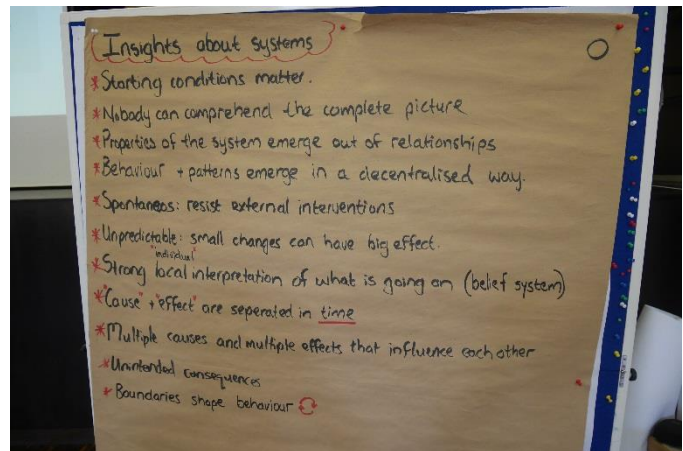 Insights about systems
* Starting conditions matter.
* Nobody can comprehend the complete picture
* Properties of the system emerge out of relationships
* Behaviour + patterns emerge in a decentralised way.
* Spontaneos: resist external interventions
* Unpredictable: small changes can have big effect.
"individual"
* Strong local interpretation of what is going on (belief system)
* "Cause" + "effect" are seperated in time
* Multiple causes and multiple effects that influence each other
* Unintended consequences
* Boundaries shape behaviour